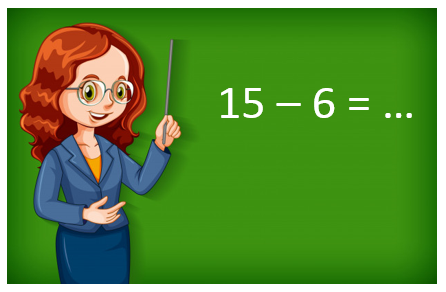 15 – 6 = ...